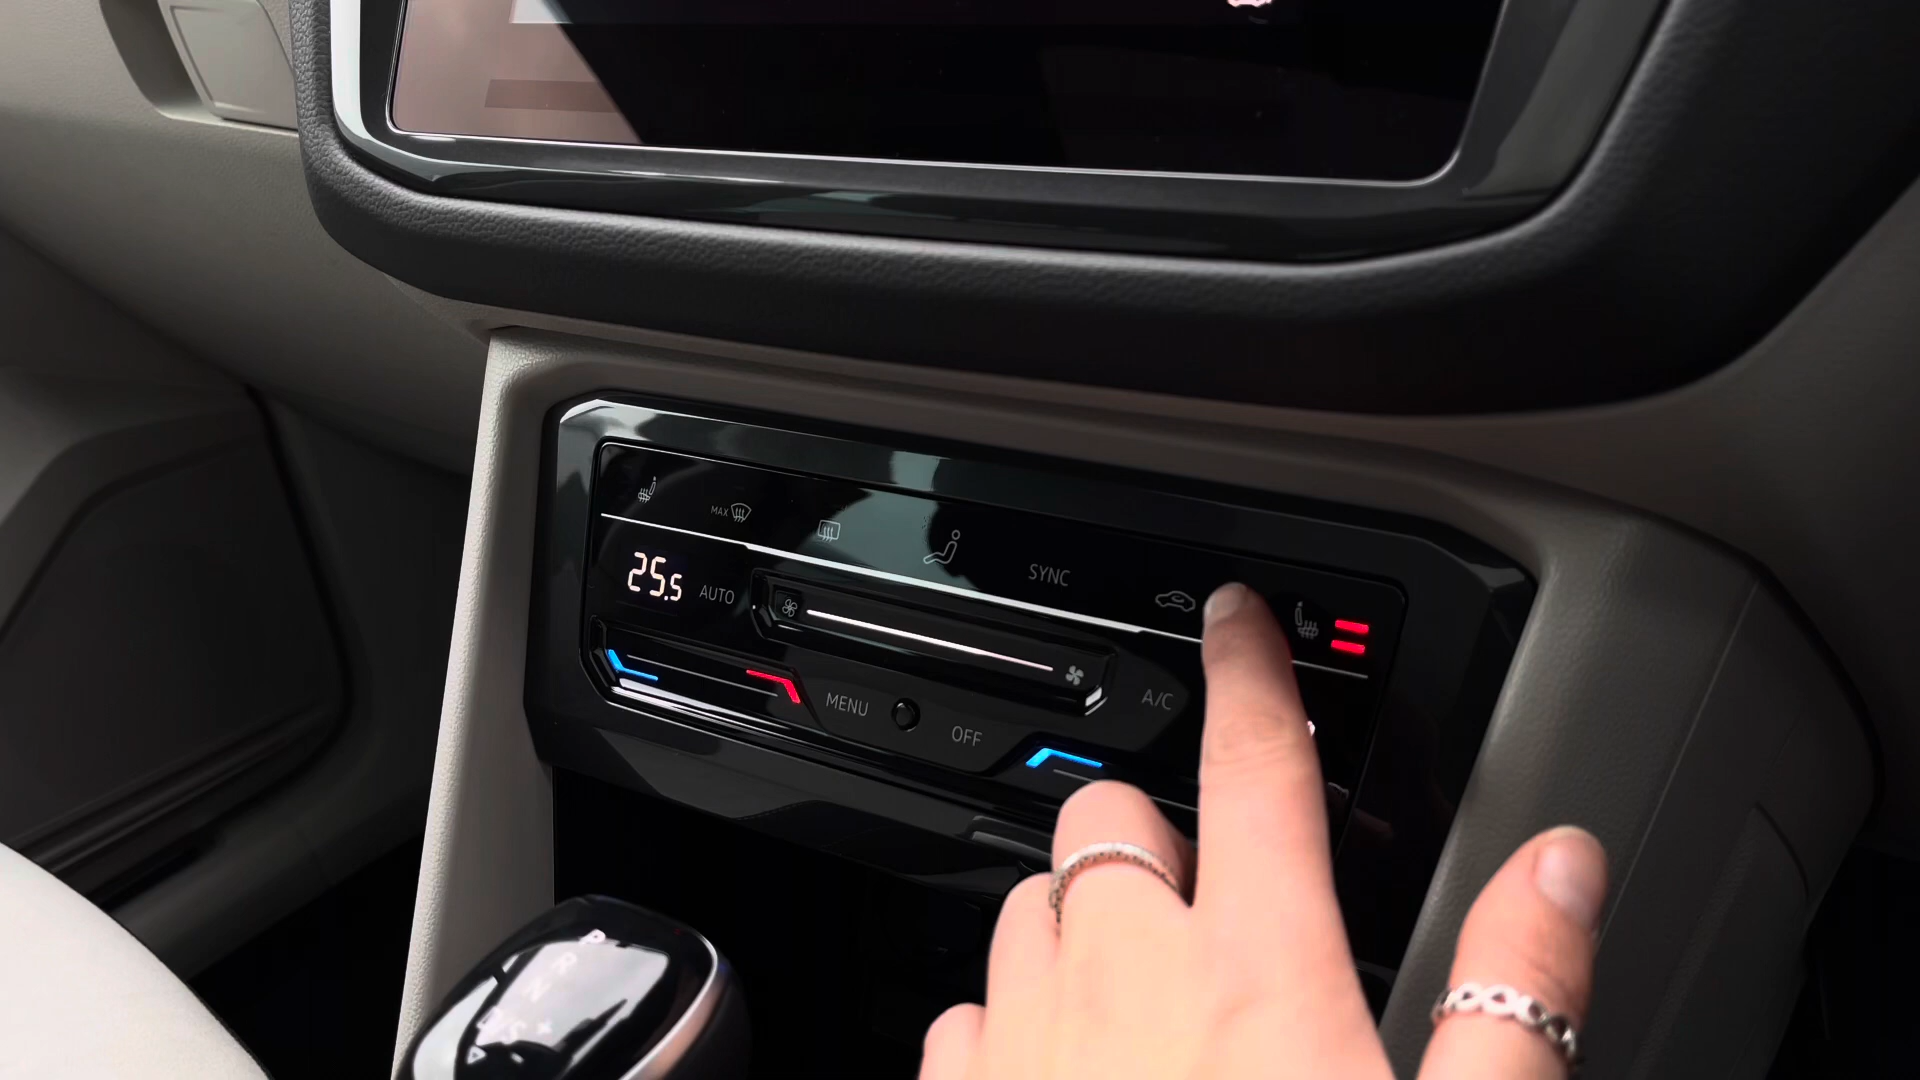 MAX
SYNC
25.5 AUTO
A/C
MENU
OFF
P
R
N
D/S +